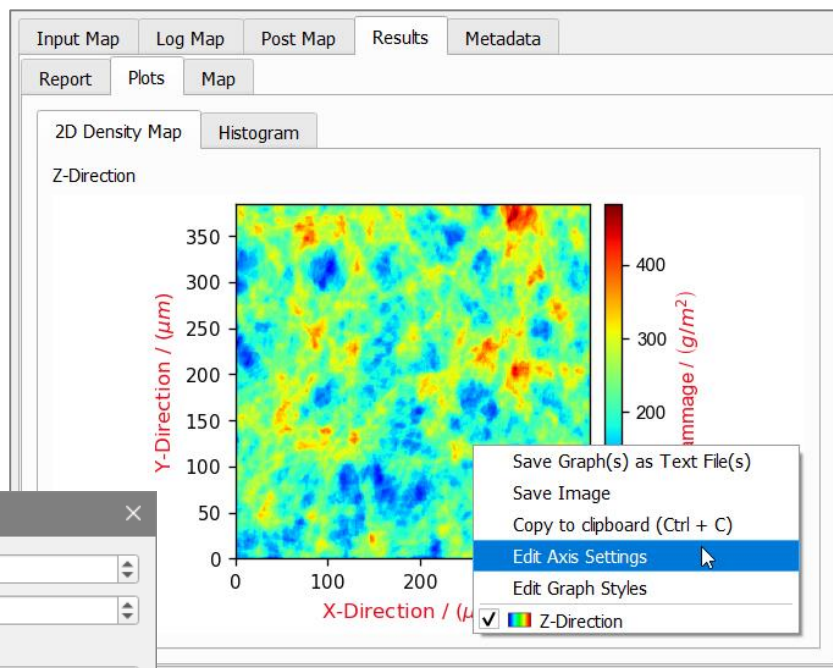 Input Map Log Map Post Map Results Metadata
Report Plots Map
2D Density Map Histogram
Z-Direction
350
300
250
200
150
100
50
0
Y-Direction / (μm)
0 100 200
X-Direction / (μ
400
300
200
ammage / (g/m²)
Save Graph(s) as Text File(s)
Save Image
Copy to clipboard (Ctrl + C)
Edit Axis Settings
Edit Graph Styles
Z-Direction